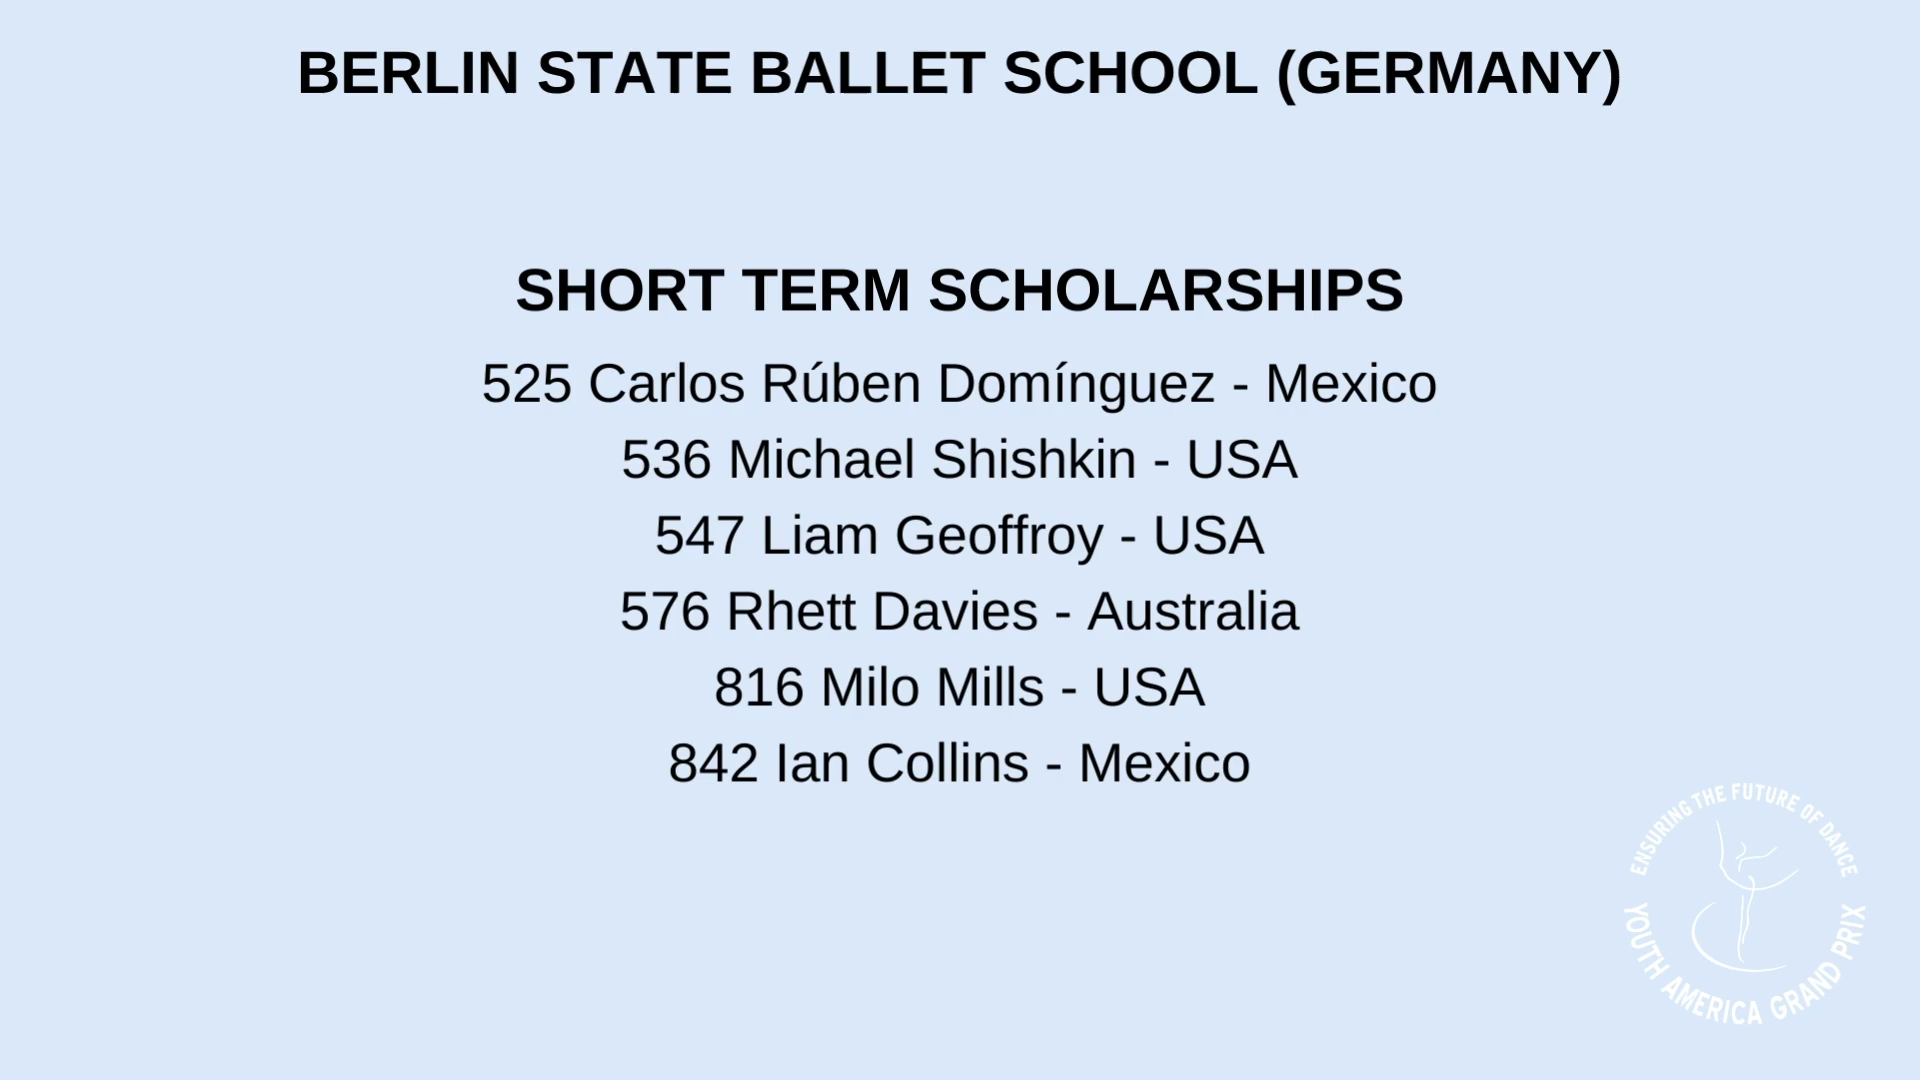 BERLIN STATE BALLET SCHOOL (GERMANY)
SHORT TERM SCHOLARSHIPS
525 Carlos Rúben Domínguez - Mexico
536 Michael Shishkin - USA
547 Liam Geoffroy - USA
576 Rhett Davies - Australia
816 Milo Mills - USA
842 Ian Collins - Mexico
ENSURING THE FUTURE OF DANCE
YOUTH AMERICA GRAND PRIX